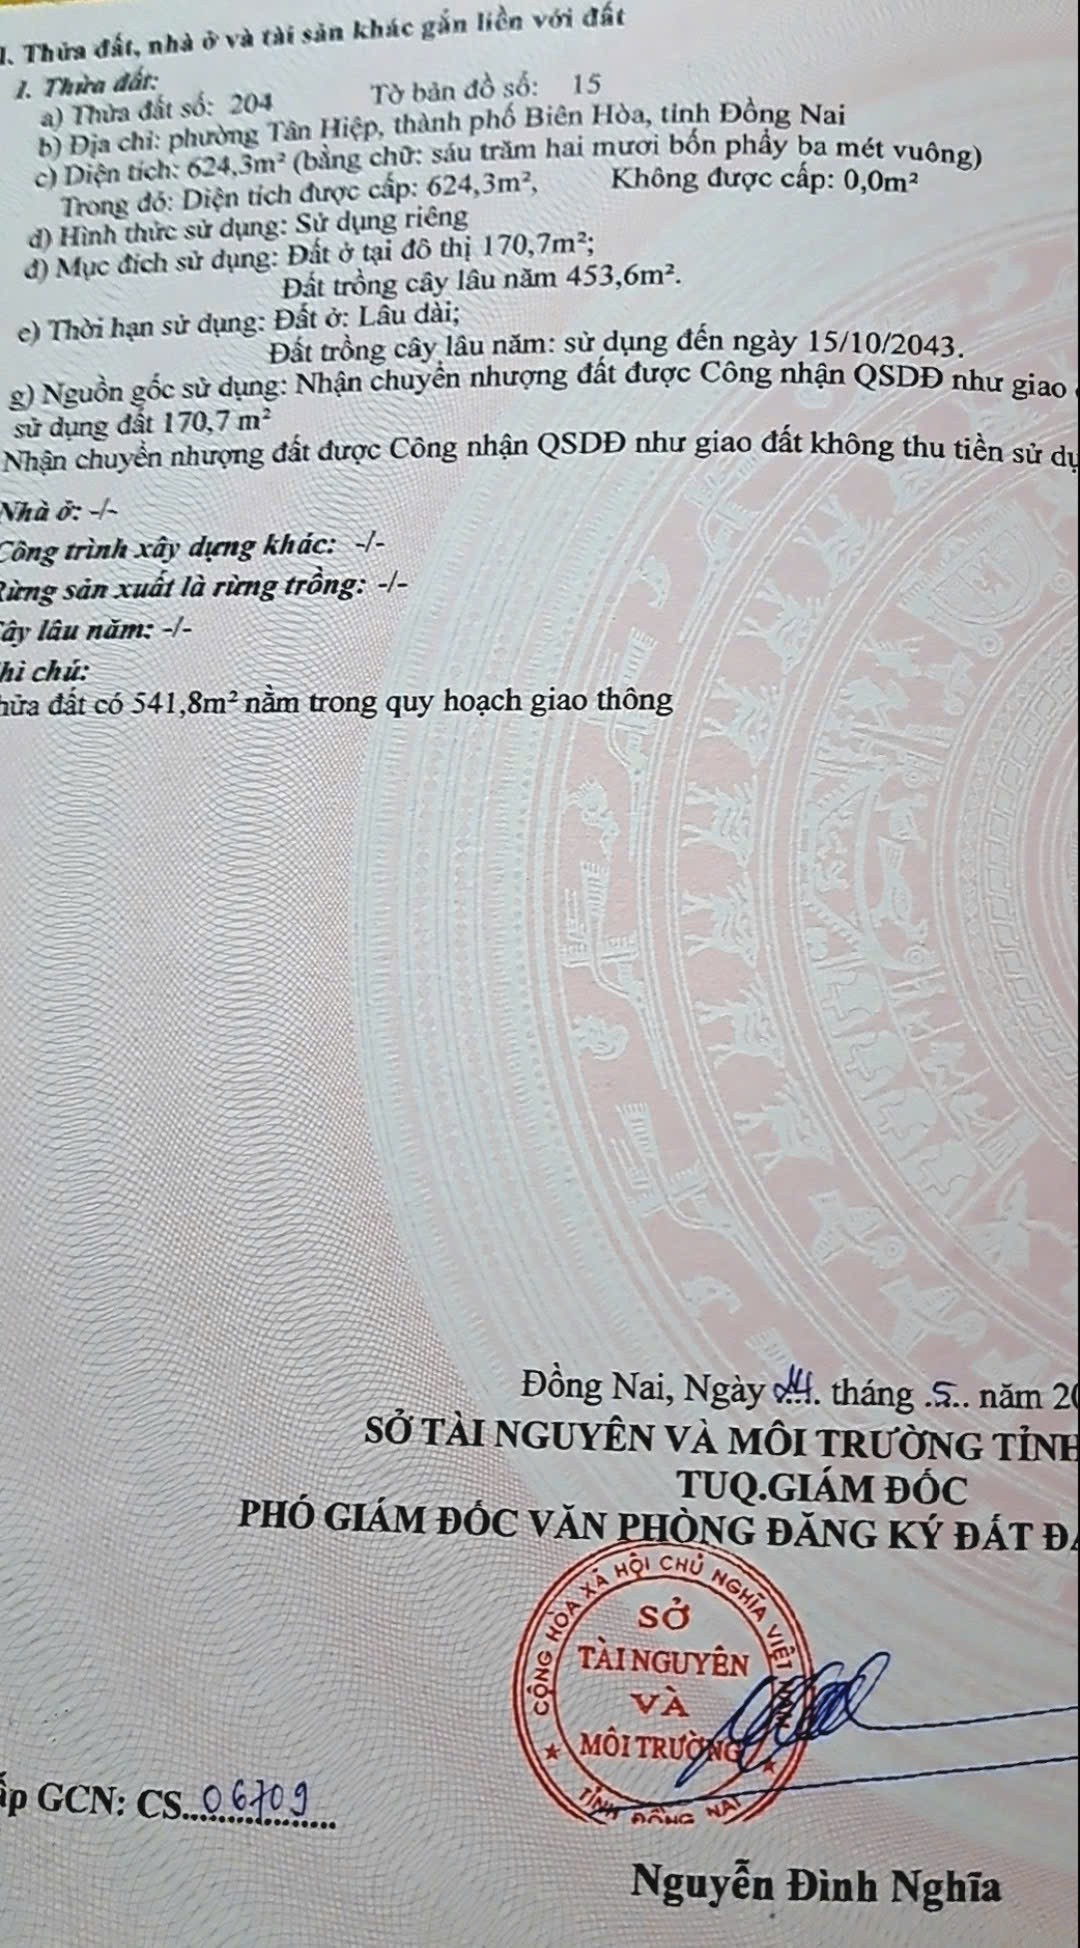 Thửa đất, nhà ở và tài sản khác gắn liền với đất
1. Thửa đất:
a) Thửa đất số: 204 Tờ bản đồ số: 15
b) Địa chỉ: phường Tân Hiệp, thành phố Biên Hòa, tỉnh Đồng Nai
c) Diện tích: 624,3m² (bằng chữ: sáu trăm hai mươi bốn phẩy ba mét vuông)
Trong đó: Diện tích được cấp: 624,3m², Không được cấp: 0,0m²
d) Hình thức sử dụng: Sử dụng riêng
đ) Mục đích sử dụng: Đất ở tại đô thị 170,7m²;
Đất trồng cây lâu năm 453,6m².
e) Thời hạn sử dụng: Đất ở: Lâu dài;
Đất trồng cây lâu năm: sử dụng đến ngày 15/10/2043.
g) Nguồn gốc sử dụng: Nhận chuyển nhượng đất được Công nhận QSDĐ như giao
sử dụng đất 170,7 m²
Nhận chuyển nhượng đất được Công nhận QSDĐ như giao đất không thu tiền sử dụ
Nhà ở: -/-
Công trình xây dựng khác: -/-
Rừng sản xuất là rừng trồng: -/-
Cây lâu năm: -/-
hi chú:
hửa đất có 541,8m² nằm trong quy hoạch giao thông
Đồng Nai, Ngày 24. tháng .5.. năm 20
SỞ TÀI NGUYÊN VÀ MÔI TRƯỜNG TỈNH
TUQ.GIÁM ĐỐC
PHÓ GIÁM ĐỐC VĂN PHÒNG ĐĂNG KÝ ĐẤT ĐA
CỘNG HÒA XÃ HỘI CHỦ NGHĨA VIỆT NAM
SỞ
TÀI NGUYÊN
VÀ
MÔI TRƯỜNG
TỈNH ĐỒNG NAI
ấp GCN: CS...06709
Nguyễn Đình Nghĩa